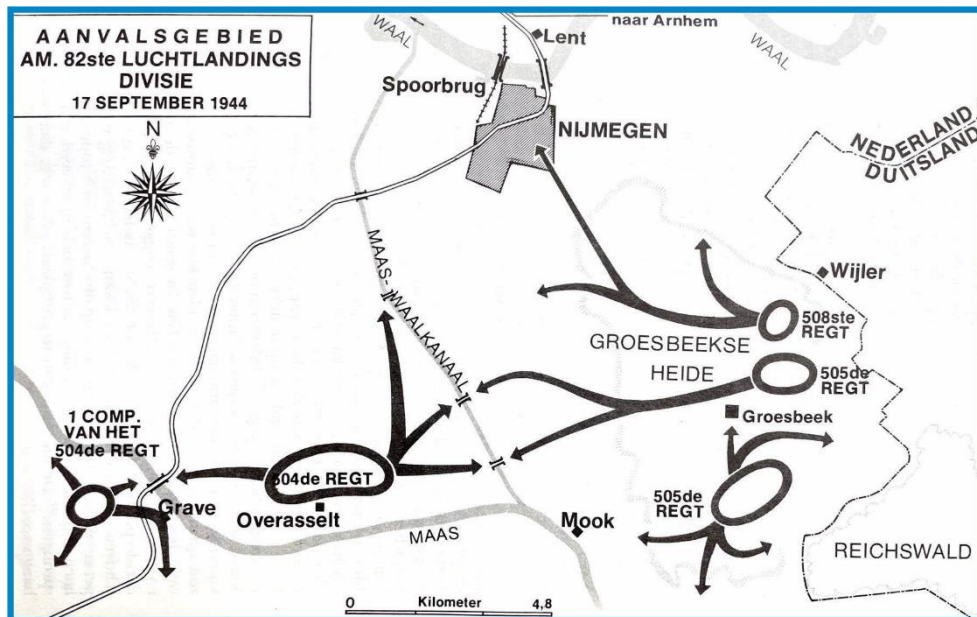 AANVALSGEBIED
AM. 82ste LUCHTLANDINGS
DIVISIE
17 SEPTEMBER 1944
N
WAAL
naar Arnhem
Lent
WAAL
Spoorbrug
NIJMEGEN
NEDERLAND
DUITSLAND
MAAS-WAALKANAAL
Wijler
508ste
REGT
GROESBEEKSE
HEIDE
505de
REGT
Groesbeek
1 COMP.
VAN HET
504de REGT
504de REGT
505de
REGT
Grave
Overasselt
MAAS
Mook
REICHSWALD
0 Kilometer 4,8